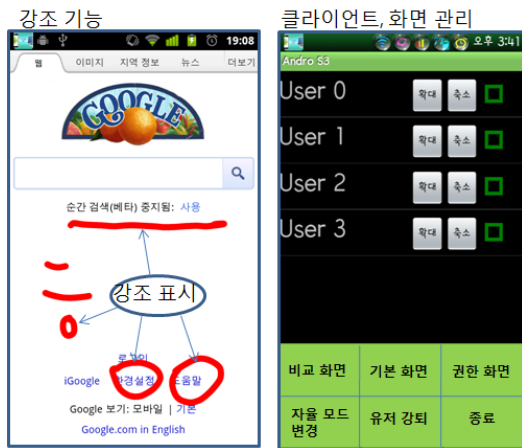 강조 기능
19:08
웹 이미지 지역 정보 뉴스 더보기
GOOGLE
순간 검색(베타) 중지됨: 사용
강조 표시
로그인
iGoogle 환경설정 도움말
Google 보기: 모바일 | 기본
Google.com in English
클라이언트, 화면 관리
오후 3:41
Andro S3
User 0 확대 축소
User 1 확대 축소
User 2 확대 축소
User 3 확대 축소
비교 화면 기본 화면 권한 화면
자율 모드 변경 유저 강퇴 종료